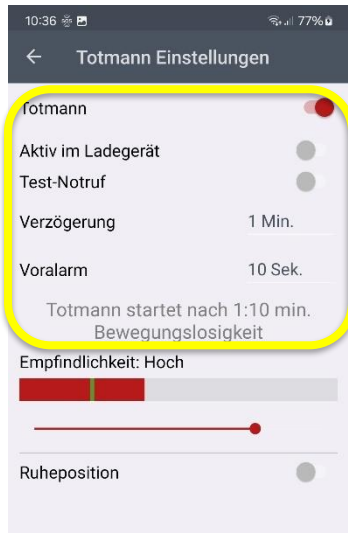 10:36 77%
Totmann Einstellungen
Totmann
Aktiv im Ladegerät
Test-Notruf
Verzögerung 1 Min.
Voralarm 10 Sek.
Totmann startet nach 1:10 min.
Bewegungslosigkeit
Empfindlichkeit: Hoch
Ruheposition